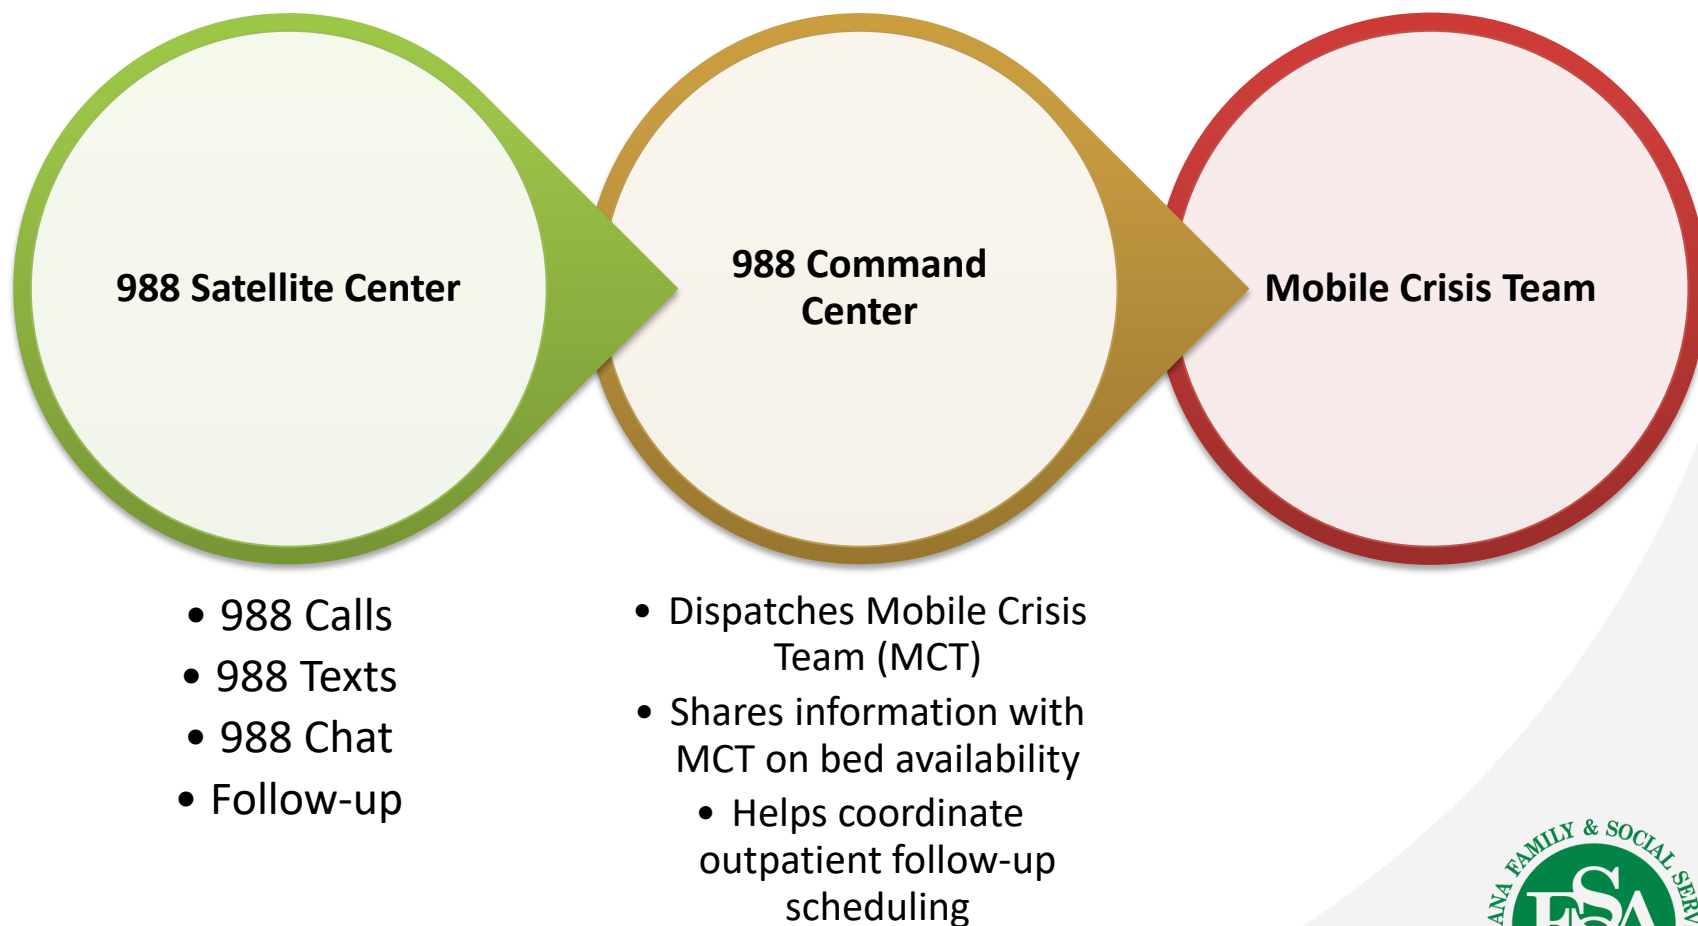 988 Satellite Center
988 Command
Center
Mobile Crisis Team
• 988 Calls
• 988 Texts
• 988 Chat
• Follow-up
• Dispatches Mobile Crisis
Team (MCT)
• Shares information with
MCT on bed availability
• Helps coordinate
outpatient follow-up
scheduling
FAMILY & SOCIAL
FSSA